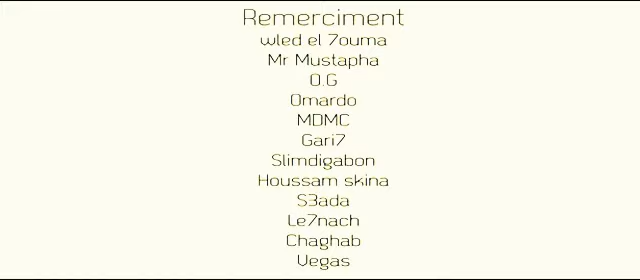 Remerciment
wled el 7ouma
Mr Mustapha
O.G
Omardo
MDMC
Gari7
Slimdigabon
Houssam skina
S3ada
Le7nach
Chaghab
Vegas